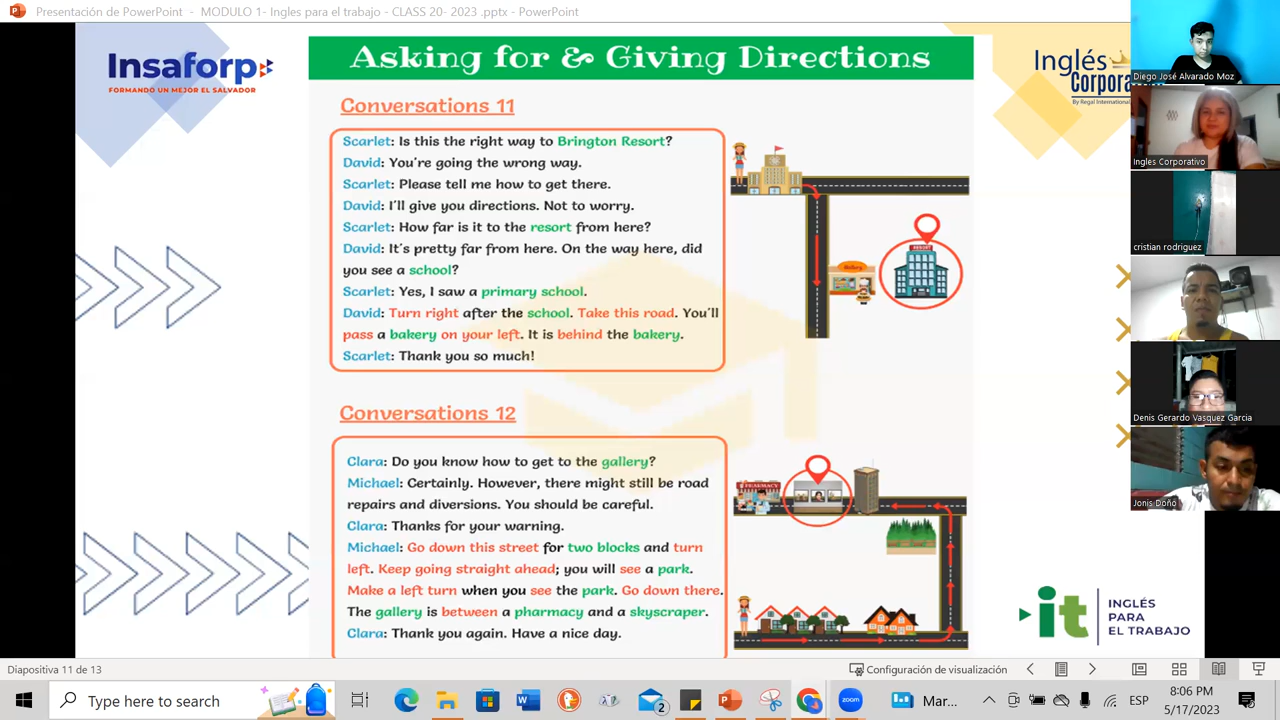 Presentación de PowerPoint - MODULO 1- Ingles para el trabajo - CLASS 20- 2023 .pptx - PowerPoint
Insaforp
FORMANDO UN MEJOR EL SALVADOR
Asking for & Giving Directions
Inglés
Corpora
By Regal International
Conversations 11
Scarlet: Is this the right way to Brington Resort?
David: You're going the wrong way.
Scarlet: Please tell me how to get there.
David: I'll give you directions. Not to worry.
Scarlet: How far is it to the resort from here?
David: It's pretty far from here. On the way here, did
you see a school?
Scarlet: Yes, I saw a primary school.
David: Turn right after the school. Take this road. You'll
pass a bakery on your left. It is behind the bakery.
Scarlet: Thank you so much!
RESORT
Conversations 12
Clara: Do you know how to get to the gallery?
Michael: Certainly. However, there might still be road
repairs and diversions. You should be careful.
Clara: Thanks for your warning.
Michael: Go down this street for two blocks and turn
left. Keep going straight ahead; you will see a park.
Make a left turn when you see the park. Go down there.
The gallery is between a pharmacy and a skyscraper.
Clara: Thank you again. Have a nice day.
PHARMACY
it
INGLÉS
PARA
EL TRABAJO
Diego José Alvarado Moz
Ingles Corporativo
cristian rodriguez
Denis Gerardo Vasquez Garcia
Jonis Doño
Diapositiva 11 de 13
Configuración de visualización
Type here to search
2
zoom
Mar...
ESP
8:06 PM
5/17/2023